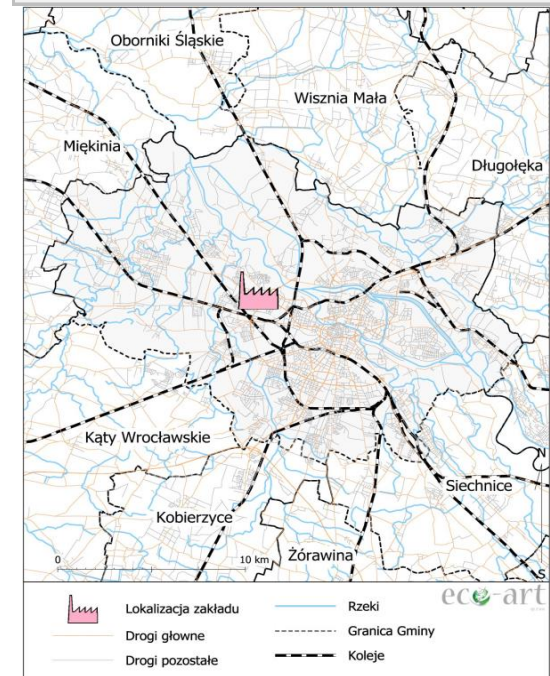 Oborniki Śląskie
Wisznia Mała
Miękinia
Długołęka
Kąty Wrocławskie
Siechnice
Kobierzyce
Żórawina
0 10 km
N
S
eco-art
Lokalizacja zakładu
Drogi głowne
Drogi pozostałe
Rzeki
Granica Gminy
Koleje